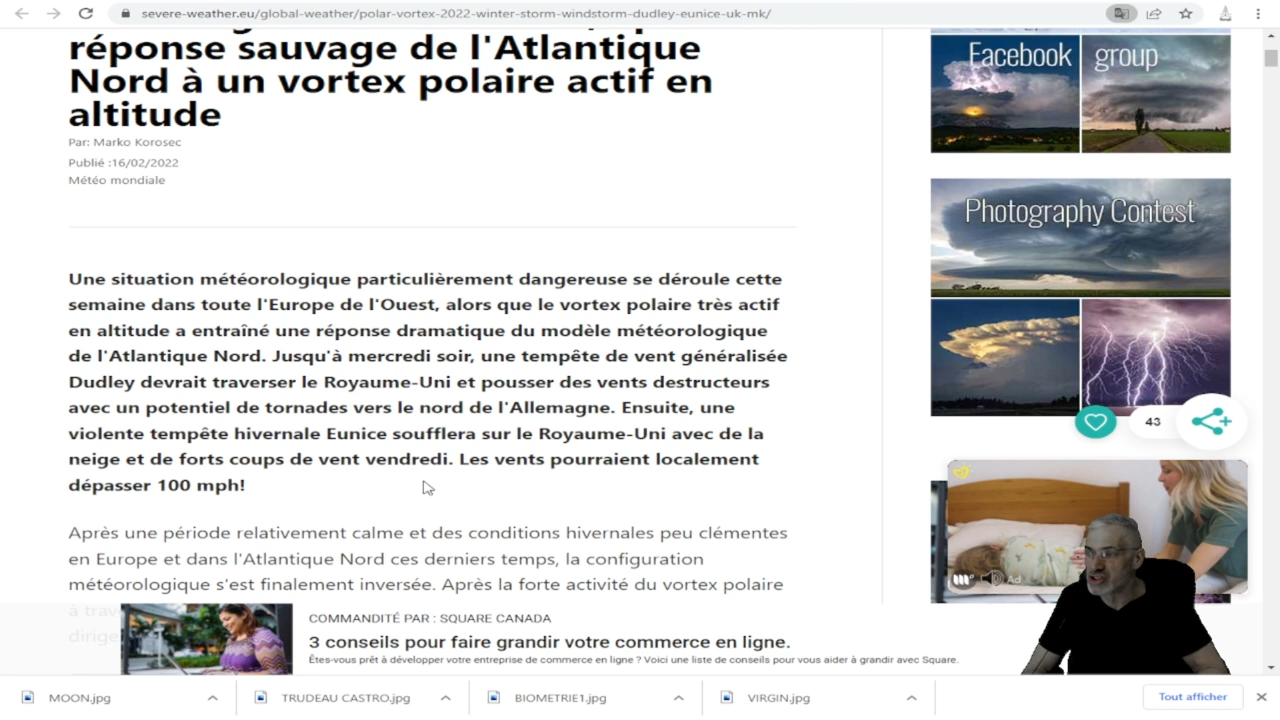 severe-weather.eu/global-weather/polar-vortex-2022-winter-storm-windstorm-dudley-eunice-uk-mk/
réponse sauvage de l'Atlantique
Nord à un vortex polaire actif en
altitude
Par: Marko Korosec
Publié :16/02/2022
Météo mondiale
Une situation météorologique particulièrement dangereuse se déroule cette
semaine dans toute l'Europe de l'Ouest, alors que le vortex polaire très actif
en altitude a entraîné une réponse dramatique du modèle météorologique
de l'Atlantique Nord. Jusqu'à mercredi soir, une tempête de vent généralisée
Dudley devrait traverser le Royaume-Uni et pousser des vents destructeurs
avec un potentiel de tornades vers le nord de l'Allemagne. Ensuite, une
violente tempête hivernale Eunice soufflera sur le Royaume-Uni avec de la
neige et de forts coups de vent vendredi. Les vents pourraient localement
dépasser 100 mph!
Après une période relativement calme et des conditions hivernales peu clémentes
en Europe et dans l'Atlantique Nord ces derniers temps, la configuration
météorologique s'est finalement inversée. Après la forte activité du vortex polaire
à trav
dirige
Facebook group
Photography Contest
43
Ad
COMMANDITÉ PAR : SQUARE CANADA
3 conseils pour faire grandir votre commerce en ligne.
Êtes-vous prêt à développer votre entreprise de commerce en ligne ? Voici une liste de conseils pour vous aider à grandir avec Square.
MOON.jpg
TRUDEAU CASTRO.jpg
BIOMETRIE1.jpg
VIRGIN.jpg
Tout afficher